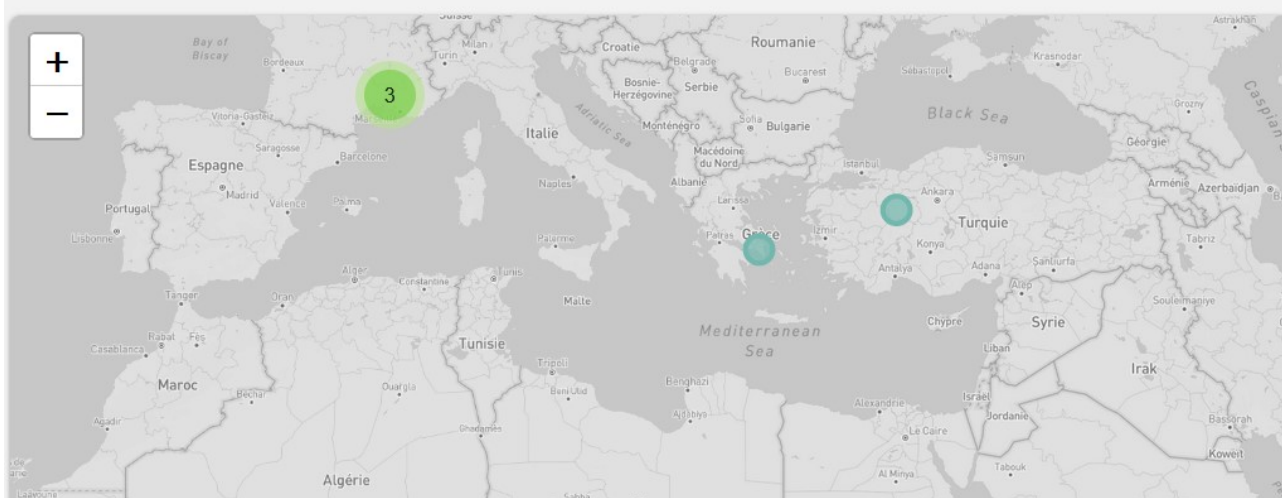 +
−
Suisse
Bay of
Biscay
Bordeaux
Milan
Turin
Croatie
Roumanie
Belgrade
Bucarest
Sébastopol
Krasnodar
Astrakhan
3
Bosnie-
Herzégovine
Serbie
Grozny
Vitoria-Gasteiz
Monténégro
Sofia
Bulgarie
Black Sea
Adriatic Sea
Italie
Saragosse
Barcelone
Espagne
Macédoine
du Nord
Istanbul
Samsun
Géorgie
Albanie
Naples
Madrid
Ankara
Arménie
Azerbaïdjan
Portugal
Valence
Palma
Larissa
Turquie
Lisbonne
Palerme
Patras
Grèce
Izmir
Konya
Tabriz
Alger
Constantine
Tunis
Antalya
Adana
Şanlıurfa
Tanger
Oran
Malte
Alep
Souleimaniye
Chypre
Syrie
Mediterranean
Sea
Rabat
Fès
Casablanca
Tunisie
Liban
Tripoli
Irak
Maroc
Ouargla
Benghazi
Béchar
Beni Ulid
Israël
Alexandrie
Jordanie
Ajdabiya
Bassorah
Agadir
Ghadamès
Le Caire
Koweït
Algérie
Al Minya
Tabouk